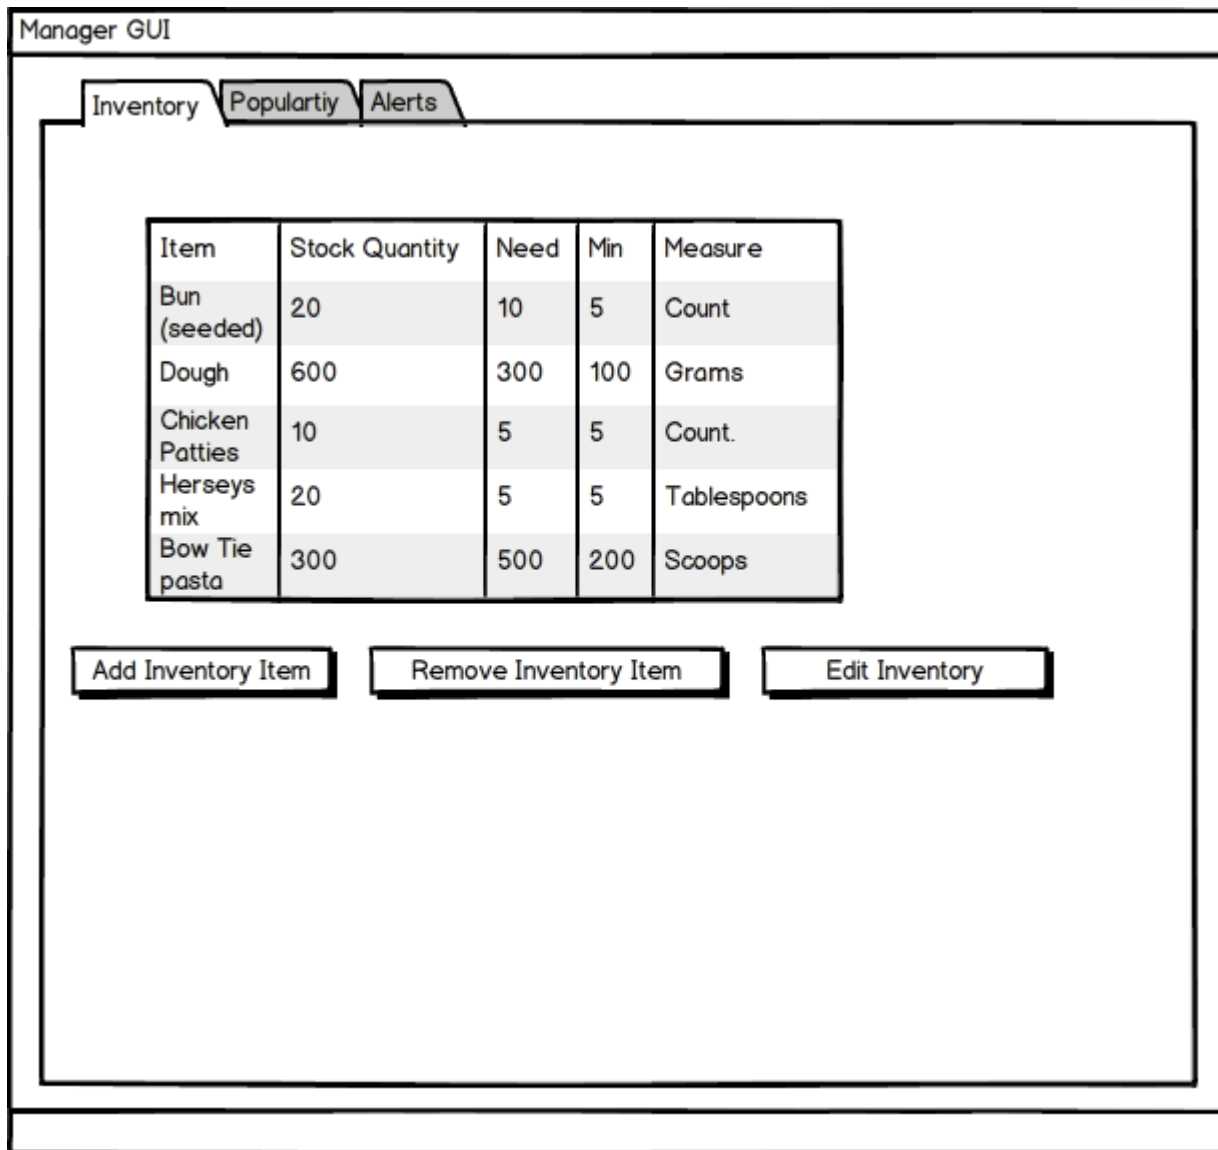 Manager GUI
Inventory Populartiy Alerts
Item Stock Quantity Need Min Measure
Bun
(seeded) 20 10 5 Count
Dough 600 300 100 Grams
Chicken
Patties 10 5 5 Count.
Herseys
mix 20 5 5 Tablespoons
Bow Tie
pasta 300 500 200 Scoops
Add Inventory Item Remove Inventory Item Edit Inventory